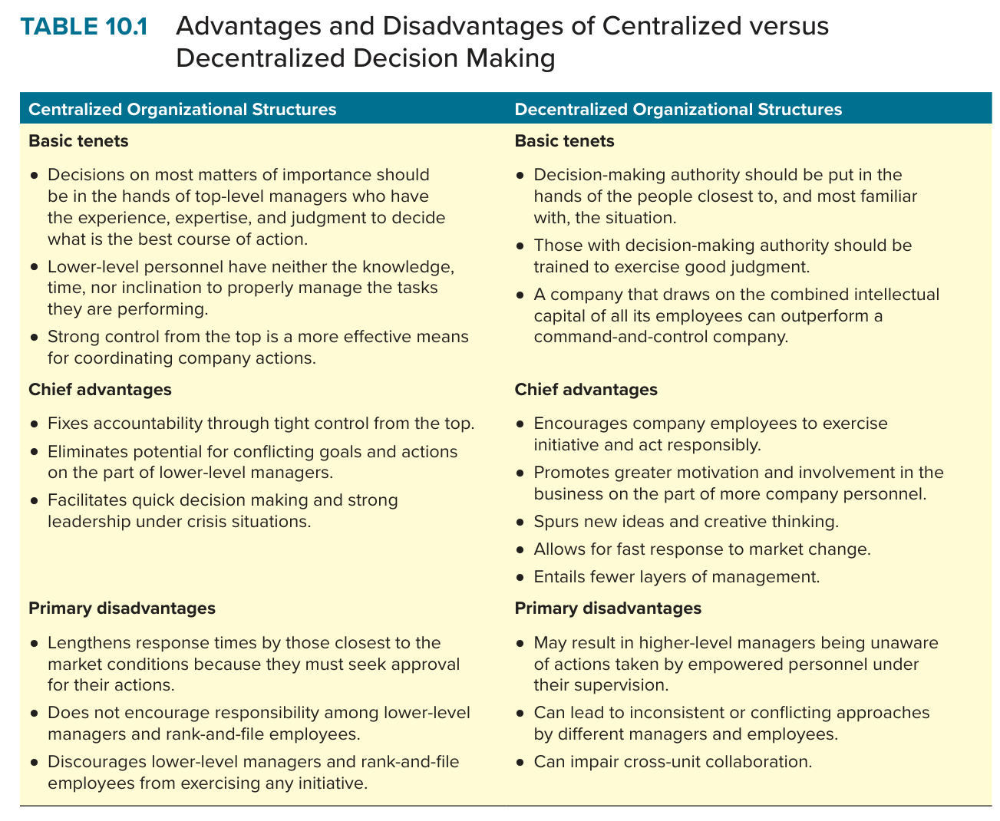 TABLE 10.1 Advantages and Disadvantages of Centralized versus
Decentralized Decision Making
Centralized Organizational Structures
Basic tenets
● Decisions on most matters of importance should
be in the hands of top-level managers who have
the experience, expertise, and judgment to decide
what is the best course of action.
● Lower-level personnel have neither the knowledge,
time, nor inclination to properly manage the tasks
they are performing.
● Strong control from the top is a more effective means
for coordinating company actions.
Chief advantages
● Fixes accountability through tight control from the top.
● Eliminates potential for conflicting goals and actions
on the part of lower-level managers.
● Facilitates quick decision making and strong
leadership under crisis situations.
Primary disadvantages
● Lengthens response times by those closest to the
market conditions because they must seek approval
for their actions.
● Does not encourage responsibility among lower-level
managers and rank-and-file employees.
● Discourages lower-level managers and rank-and-file
employees from exercising any initiative.
Decentralized Organizational Structures
Basic tenets
● Decision-making authority should be put in the
hands of the people closest to, and most familiar
with, the situation.
● Those with decision-making authority should be
trained to exercise good judgment.
● A company that draws on the combined intellectual
capital of all its employees can outperform a
command-and-control company.
Chief advantages
● Encourages company employees to exercise
initiative and act responsibly.
● Promotes greater motivation and involvement in the
business on the part of more company personnel.
● Spurs new ideas and creative thinking.
● Allows for fast response to market change.
● Entails fewer layers of management.
Primary disadvantages
● May result in higher-level managers being unaware
of actions taken by empowered personnel under
their supervision.
● Can lead to inconsistent or conflicting approaches
by different managers and employees.
● Can impair cross-unit collaboration.